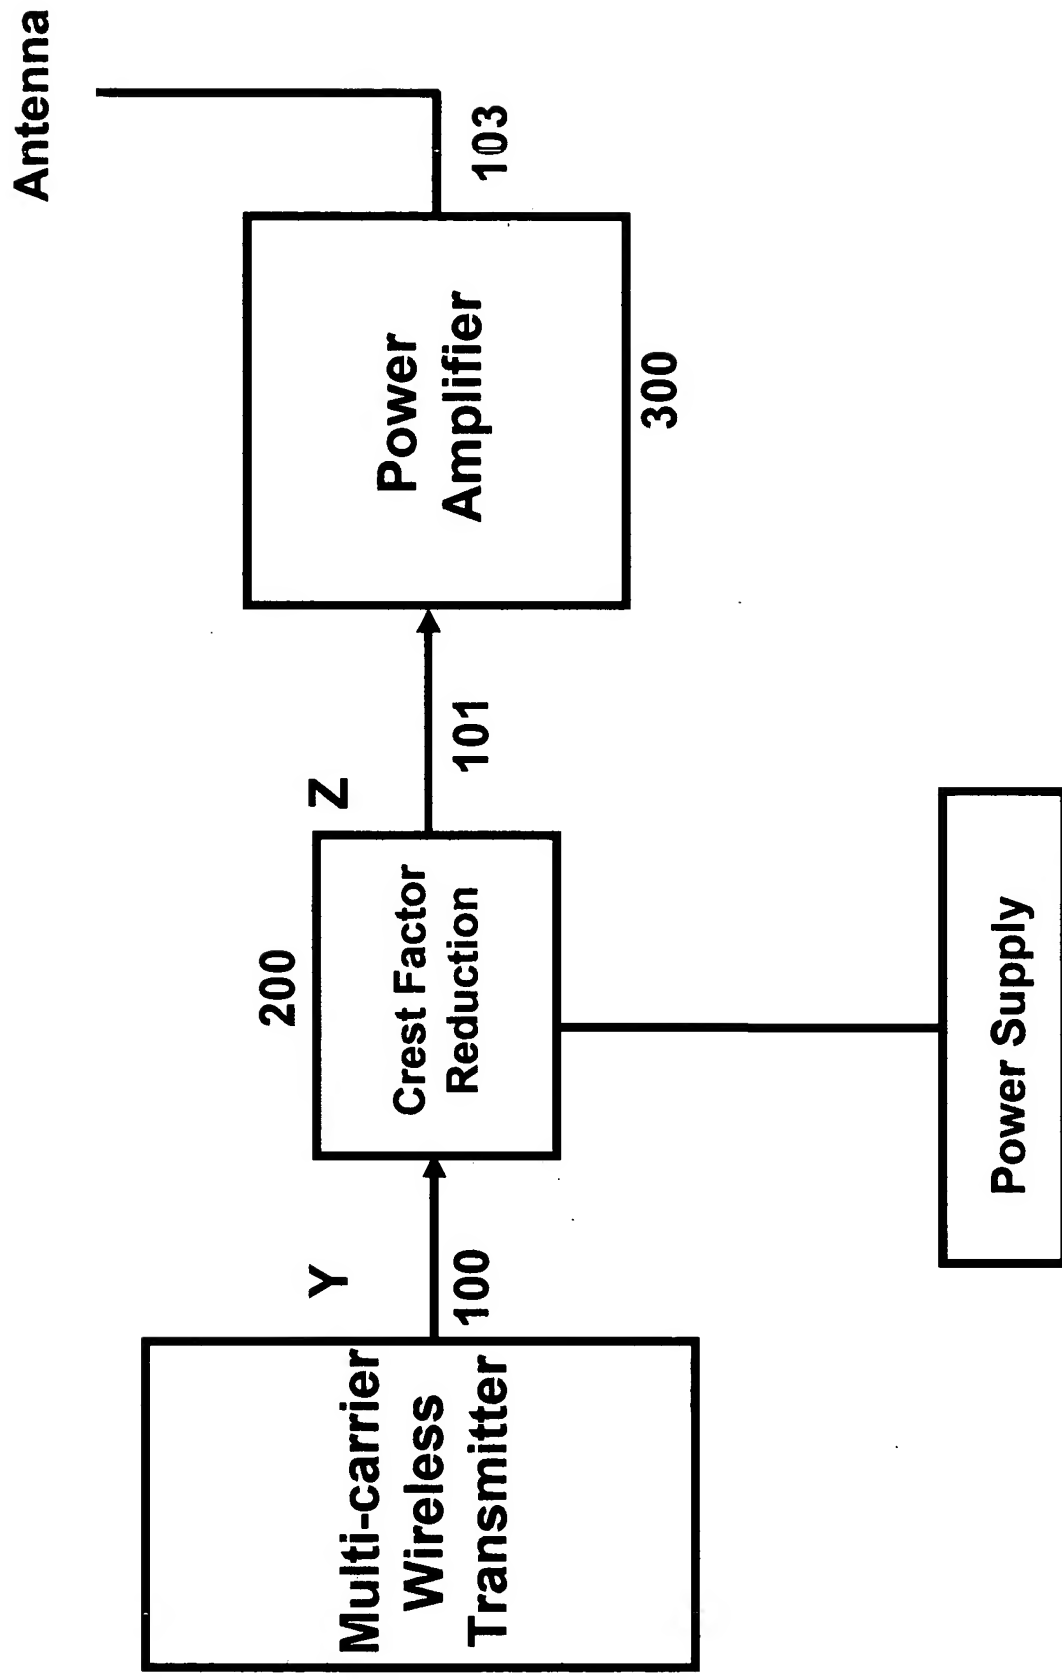 Antenna
103
Power
Amplifier
300
101
Z
200
Crest Factor
Reduction
Y
100
Multi-carrier
Wireless
Transmitter
Power Supply